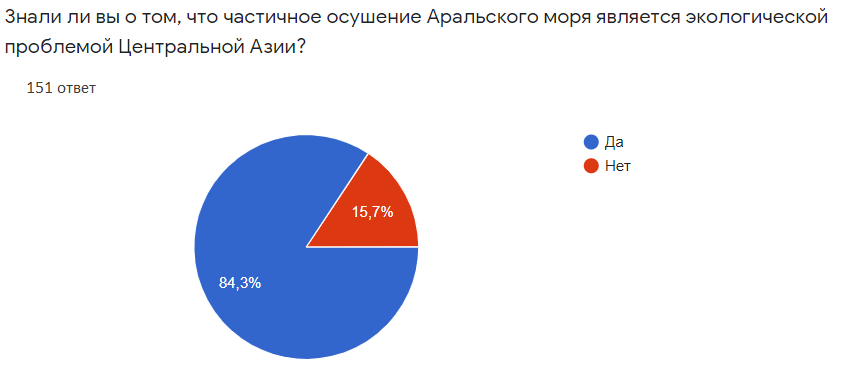 Знали ли вы о том, что частичное осушение Аральского моря является экологической
проблемой Центральной Азии?
151 ответ
Да
Нет
15,7%
84,3%